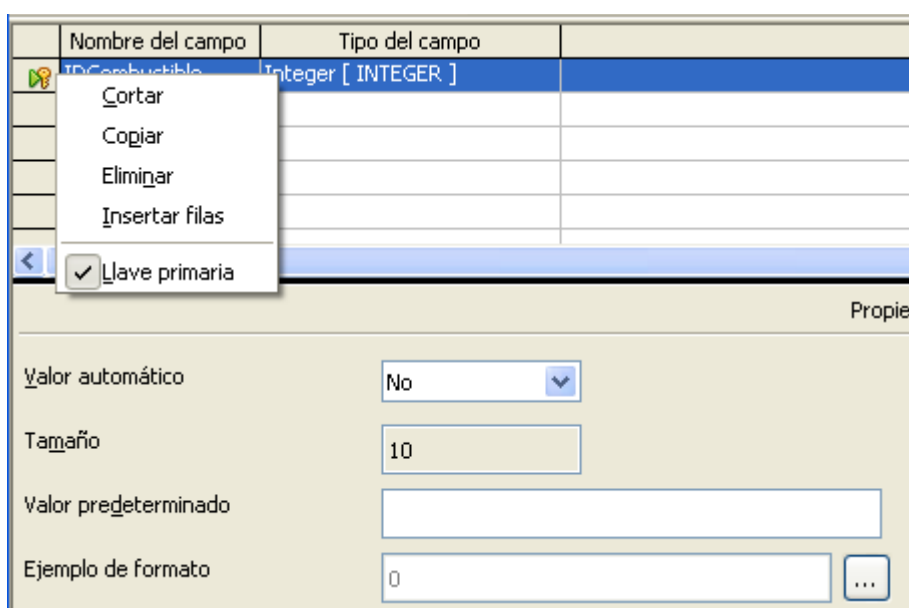 Nombre del campo Tipo del campo
IDCombustible Integer [ INTEGER ]
Cortar
Copiar
Eliminar
Insertar filas
Llave primaria
Propie
Valor automático No
Tamaño 10
Valor predeterminado
Ejemplo de formato 0 ...